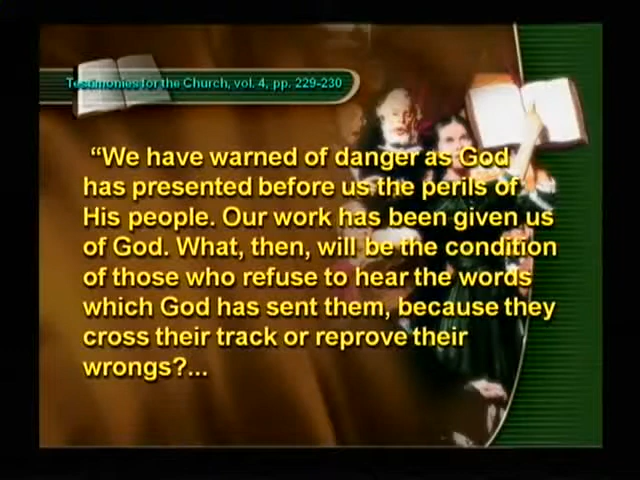 Testimonies for the Church, vol. 4, pp. 229-230
“We have warned of danger as God
has presented before us the perils of
His people. Our work has been given us
of God. What, then, will be the condition
of those who refuse to hear the words
which God has sent them, because they
cross their track or reprove their
wrongs?...